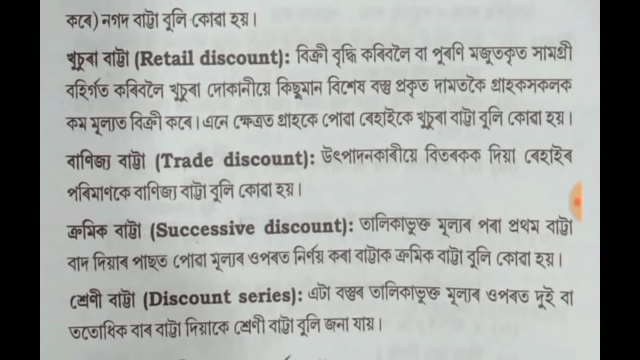 কৰে) নগদ বাট্টা বুলি কোৱা হয়।
খুচুৰা বাট্টা (Retail discount): বিক্ৰী বৃদ্ধি কৰিবলৈ বা পূৰণি মজুতকৃত সামগ্ৰী
বহিৰ্গত কৰিবলৈ খুচুৰা দোকানীয়ে কিছুমান বিশেষ বস্তু প্ৰকৃত দামতকৈ গ্ৰাহকসকলক
কম মূল্যত বিক্ৰী কৰে। এনে ক্ষেত্ৰত গ্ৰাহকে পোৱা ৰেহাইকে খুচুৰা বাট্টা বুলি কোৱা হয়।
বাণিজ্য বাট্টা (Trade discount): উৎপাদনকাৰীয়ে বিতৰকক দিয়া ৰেহাইৰ
পৰিমাণকে বাণিজ্য বাট্টা বুলি কোৱা হয়।
ক্ৰমিক বাট্টা (Successive discount): তালিকাভুক্ত মূল্যৰ পৰা প্ৰথম বাট্টা
বাদ দিয়াৰ পাছত পোৱা মূল্যৰ ওপৰত নিৰ্ণয় কৰা বাট্টাক ক্ৰমিক বাট্টা বুলি কোৱা হয়।
শ্ৰেণী বাট্টা (Discount series): এটা বস্তুৰ তালিকাভুক্ত মূল্যৰ ওপৰত দুই বা
ততোধিক বাৰ বাট্টা দিয়াকে শ্ৰেণী বাট্টা বুলি জনা যায়।